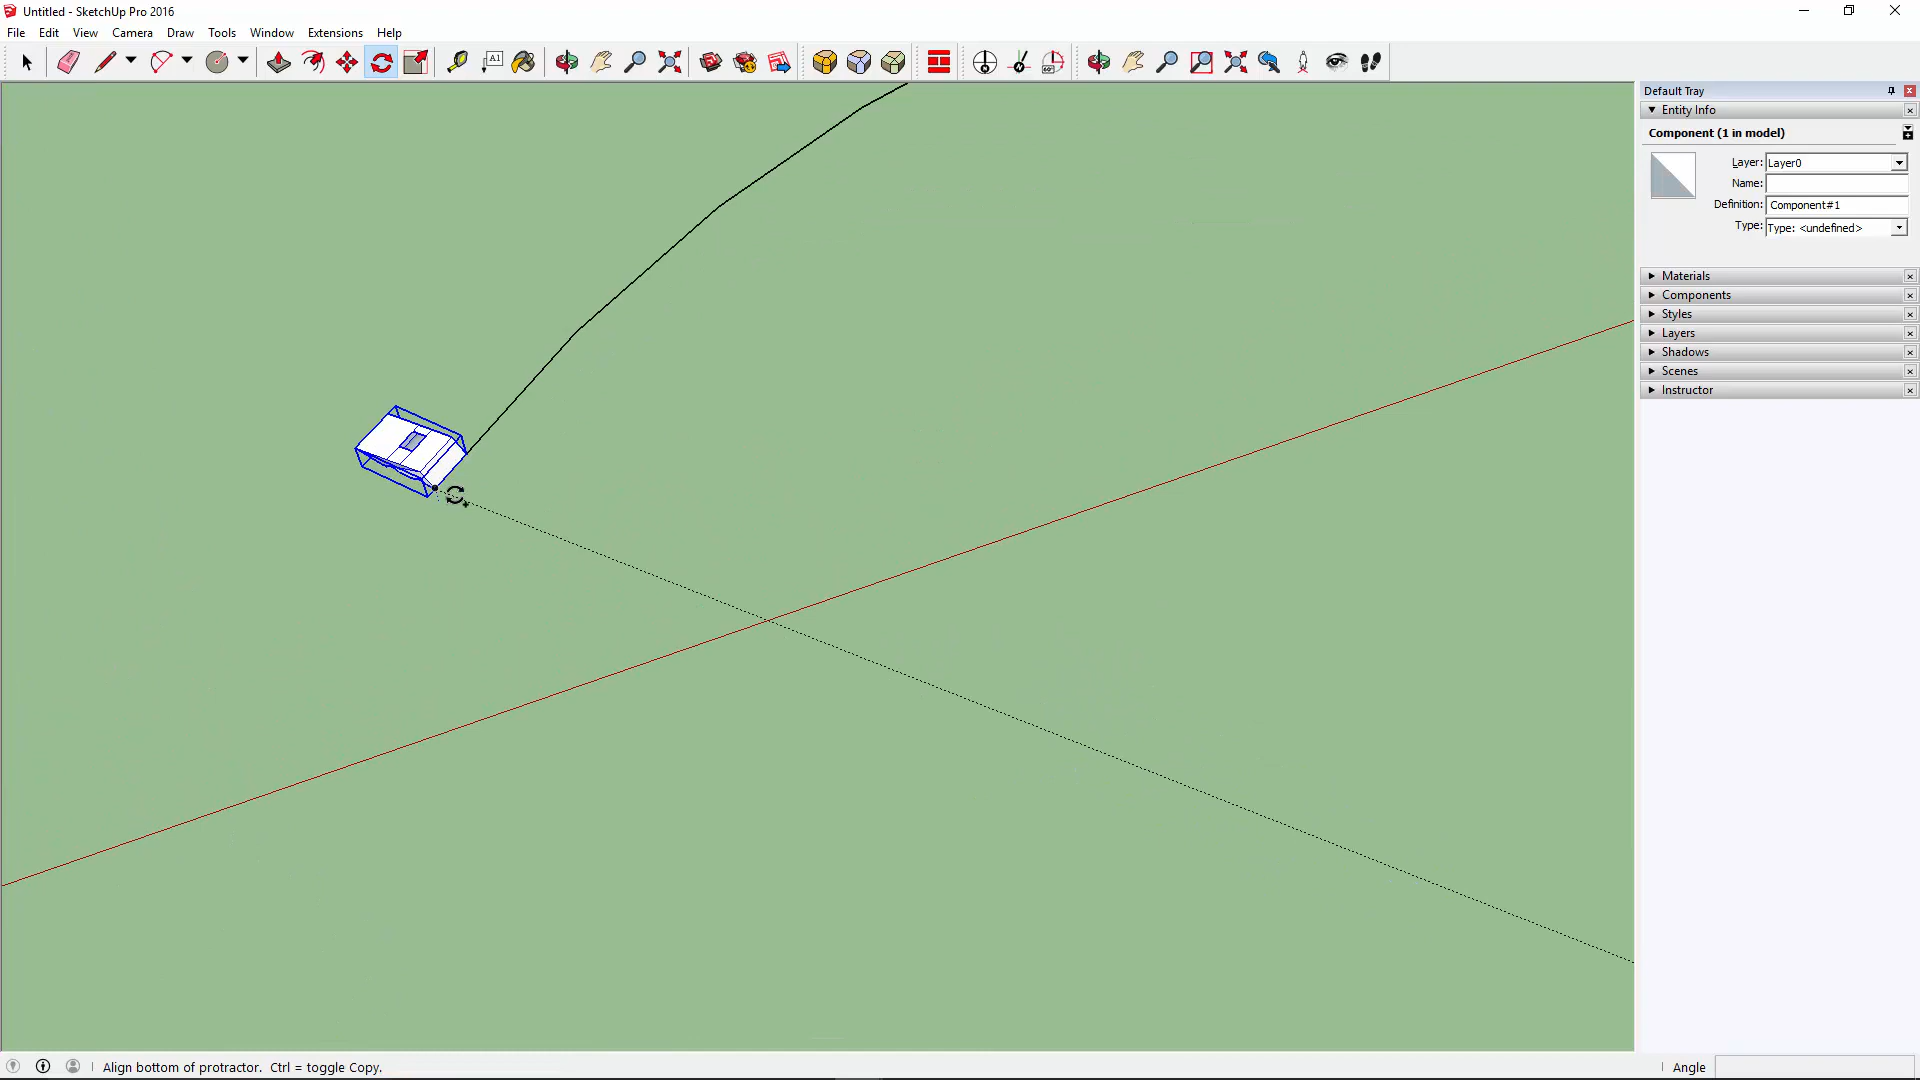 Untitled - SketchUp Pro 2016
File Edit View Camera Draw Tools Window Extensions Help
A1
Default Tray
Entity Info
Component (1 in model)
Layer: Layer0
Name:
Definition: Component#1
Type: Type: <undefined>
Materials
Components
Styles
Layers
Shadows
Scenes
Instructor
Align bottom of protractor. Ctrl = toggle Copy.
Angle